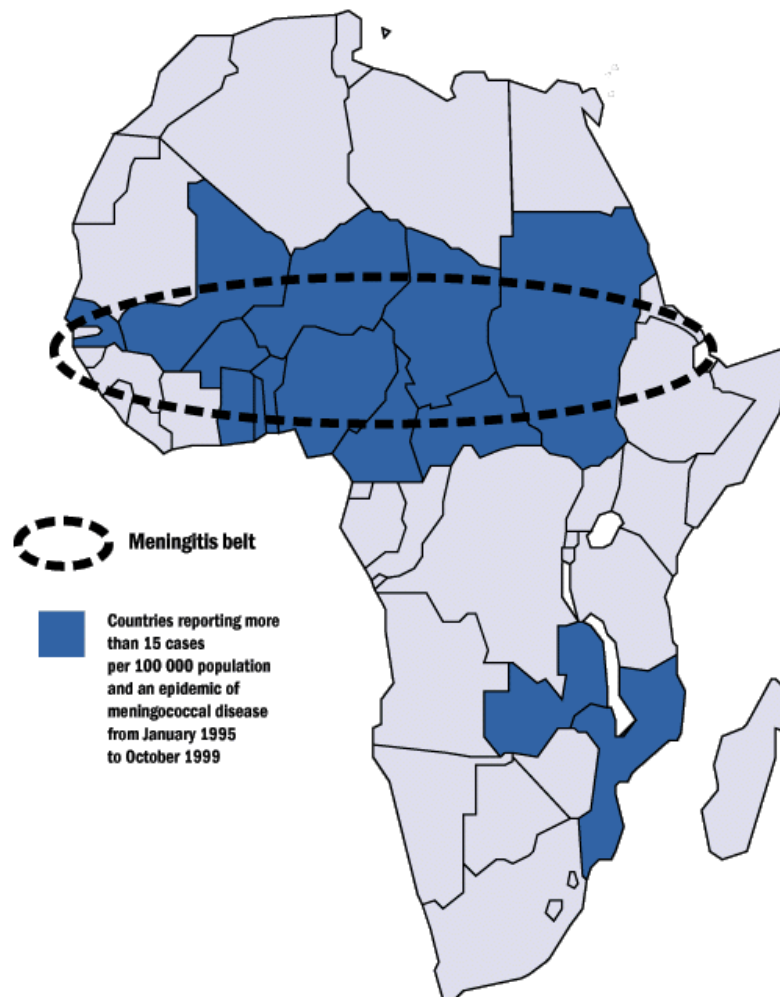 Meningitis belt
Countries reporting more
than 15 cases
per 100 000 population
and an epidemic of
meningococcal disease
from January 1995
to October 1999